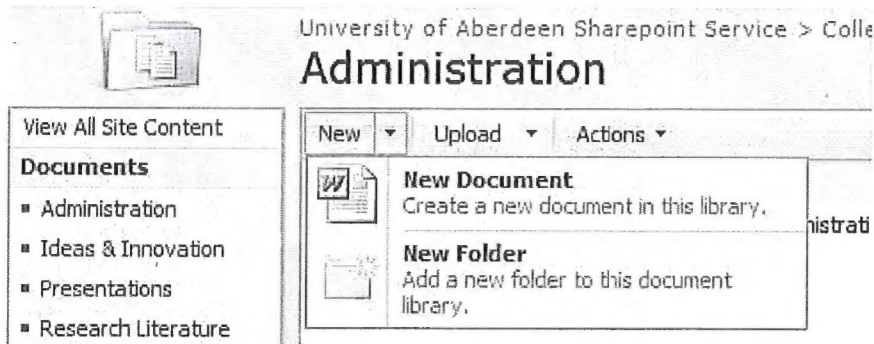 University of Aberdeen Sharepoint Service > Colle
Administration
View All Site Content
Documents
Administration
Ideas & Innovation
Presentations
Research Literature
New
Upload
Actions
New Document
Create a new document in this library.
New Folder
Add a new folder to this document
library.
nistrati